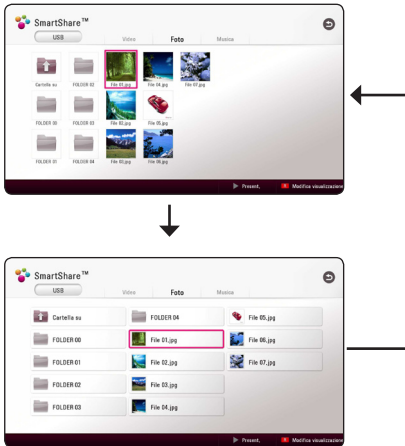 SmartShare™
USB
Video Foto Musica
Cartella su FOLDER 02 File 01.jpg File 04.jpg File 07.jpg
FOLDER 00 FOLDER 03 File 02.jpg File 05.jpg
FOLDER 01 FOLDER 04 File 03.jpg File 06.jpg
Present. Modifica visualizzazione
SmartShare™
USB
Video Foto Musica
Cartella su FOLDER 04 File 05.jpg
FOLDER 00 File 01.jpg File 06.jpg
FOLDER 01 File 02.jpg File 07.jpg
FOLDER 02 File 03.jpg
FOLDER 03 File 04.jpg
Present. Modifica visualizzazione